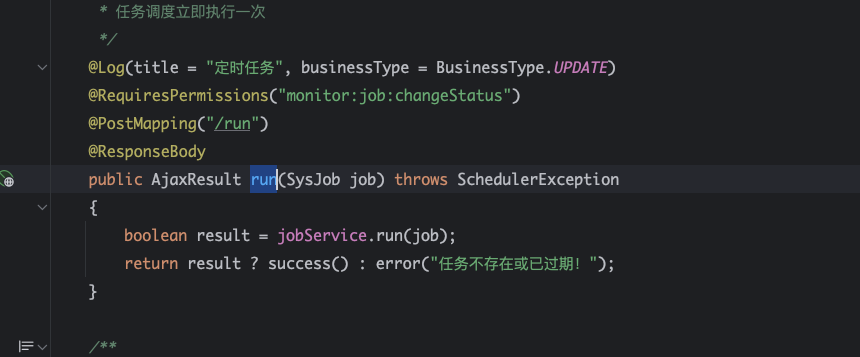 * 任务调度立即执行一次
*/
@Log(title = "定时任务", businessType = BusinessType.UPDATE)
@RequiresPermissions("monitor:job:changeStatus")
@PostMapping("/run")
@ResponseBody
public AjaxResult run(SysJob job) throws SchedulerException
{
boolean result = jobService.run(job);
return result ? success() : error("任务不存在或已过期！");
}
/**